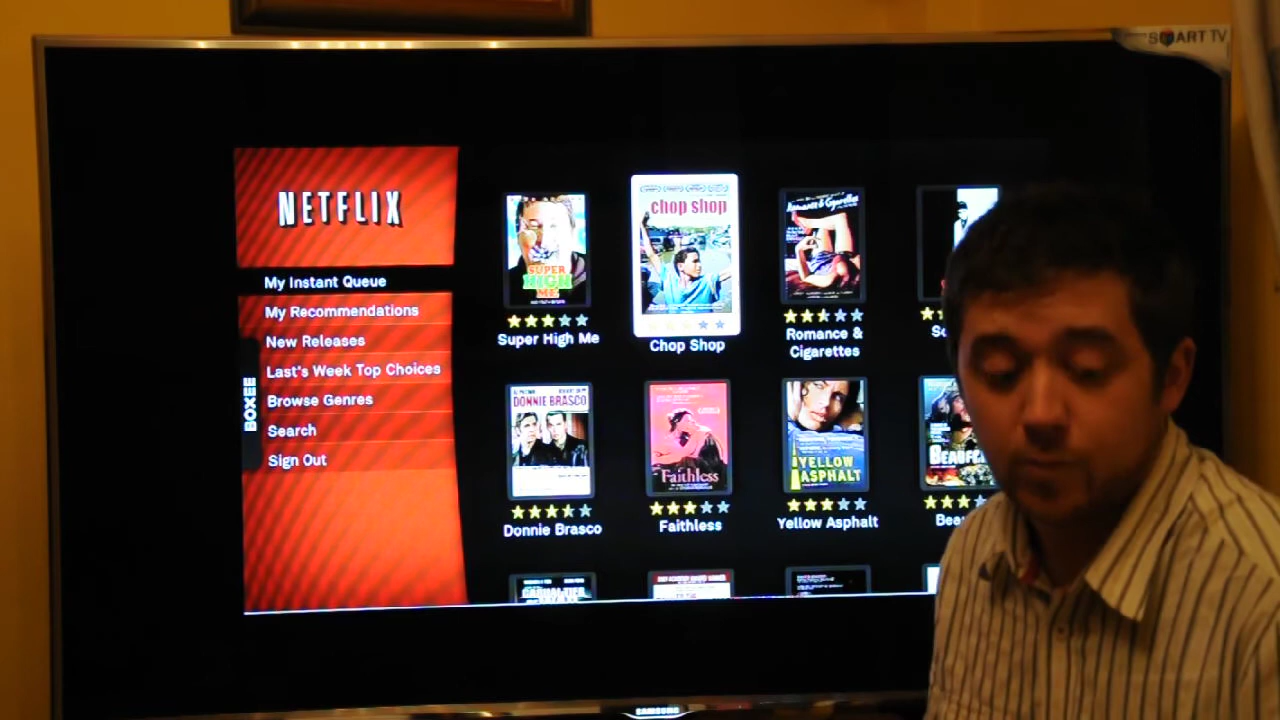 SMART TV
NETFLIX
My Instant Queue
My Recommendations
New Releases
Last's Week Top Choices
Browse Genres
Search
Sign Out
BOXEE
SUPER
HIGH
ME
Super High Me
chop shop
Chop Shop
Romance & Cigarettes
Romance &
Cigarettes
DONNIE BRASCO
Donnie Brasco
Faithless
Faithless
YELLOW
ASPHALT
Yellow Asphalt
BEAUFO
Beau
SAMSUNG